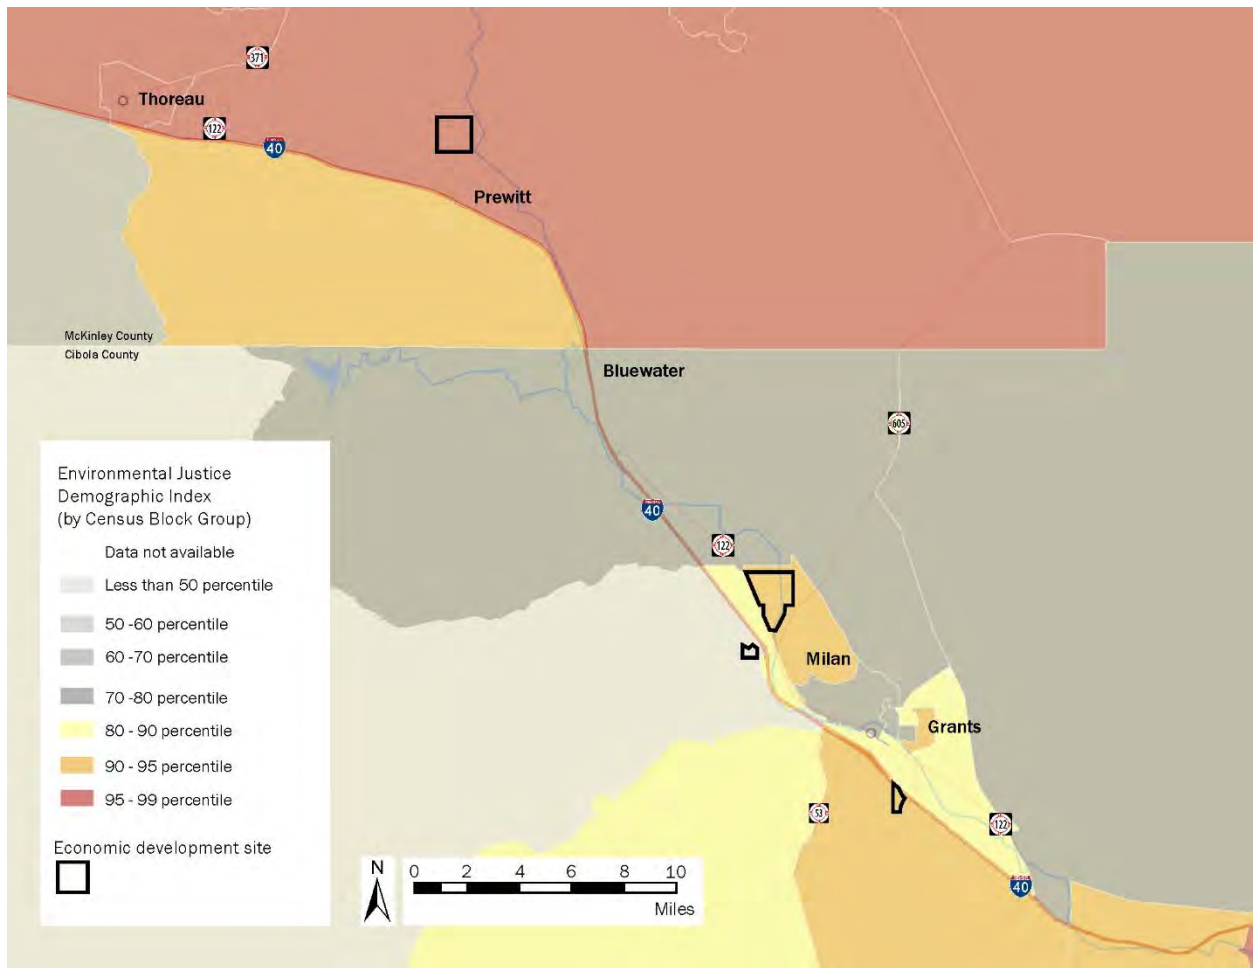 371
Thoreau
122
40
Prewitt
McKinley County
Cibola County
Bluewater
605
40
122
Milan
Grants
53
122
40
Environmental Justice
Demographic Index
(by Census Block Group)
Data not available
Less than 50 percentile
50 -60 percentile
60 -70 percentile
70 -80 percentile
80 - 90 percentile
90 - 95 percentile
95 - 99 percentile
Economic development site
N
0 2 4 6 8 10
Miles